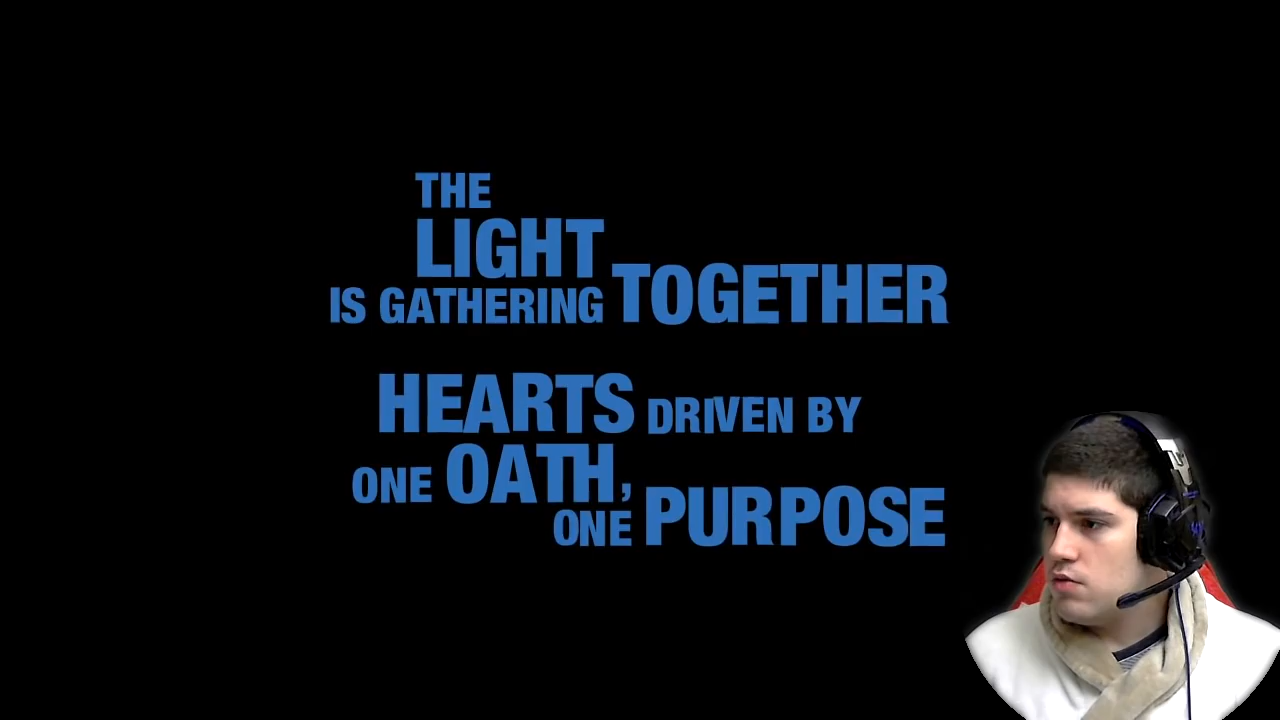 THE
LIGHT
IS GATHERING TOGETHER
HEARTS DRIVEN BY
ONE OATH,
ONE PURPOSE